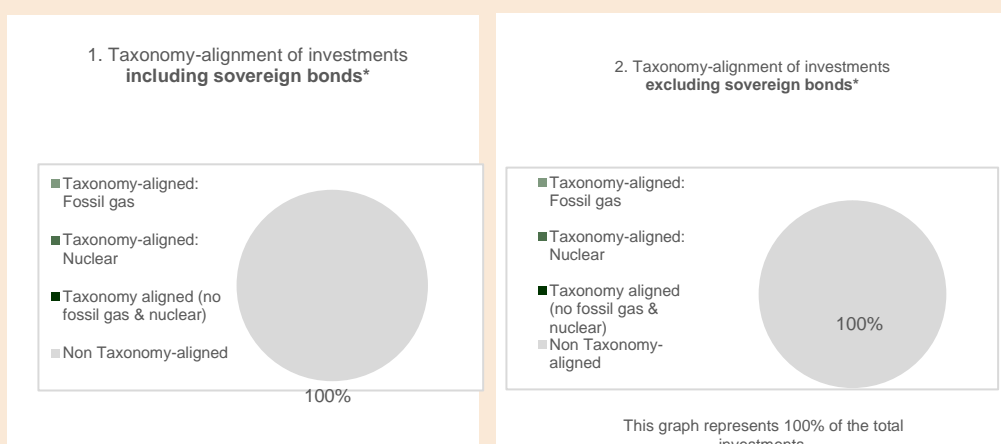 1. Taxonomy-alignment of investments
including sovereign bonds*
Taxonomy-aligned:
Fossil gas
Taxonomy-aligned:
Nuclear
Taxonomy aligned (no
fossil gas & nuclear)
Non Taxonomy-aligned
100%
2. Taxonomy-alignment of investments
excluding sovereign bonds*
Taxonomy-aligned:
Fossil gas
Taxonomy-aligned:
Nuclear
Taxonomy aligned
(no fossil gas &
nuclear)
Non Taxonomy-
aligned
100%
This graph represents 100% of the total
investments